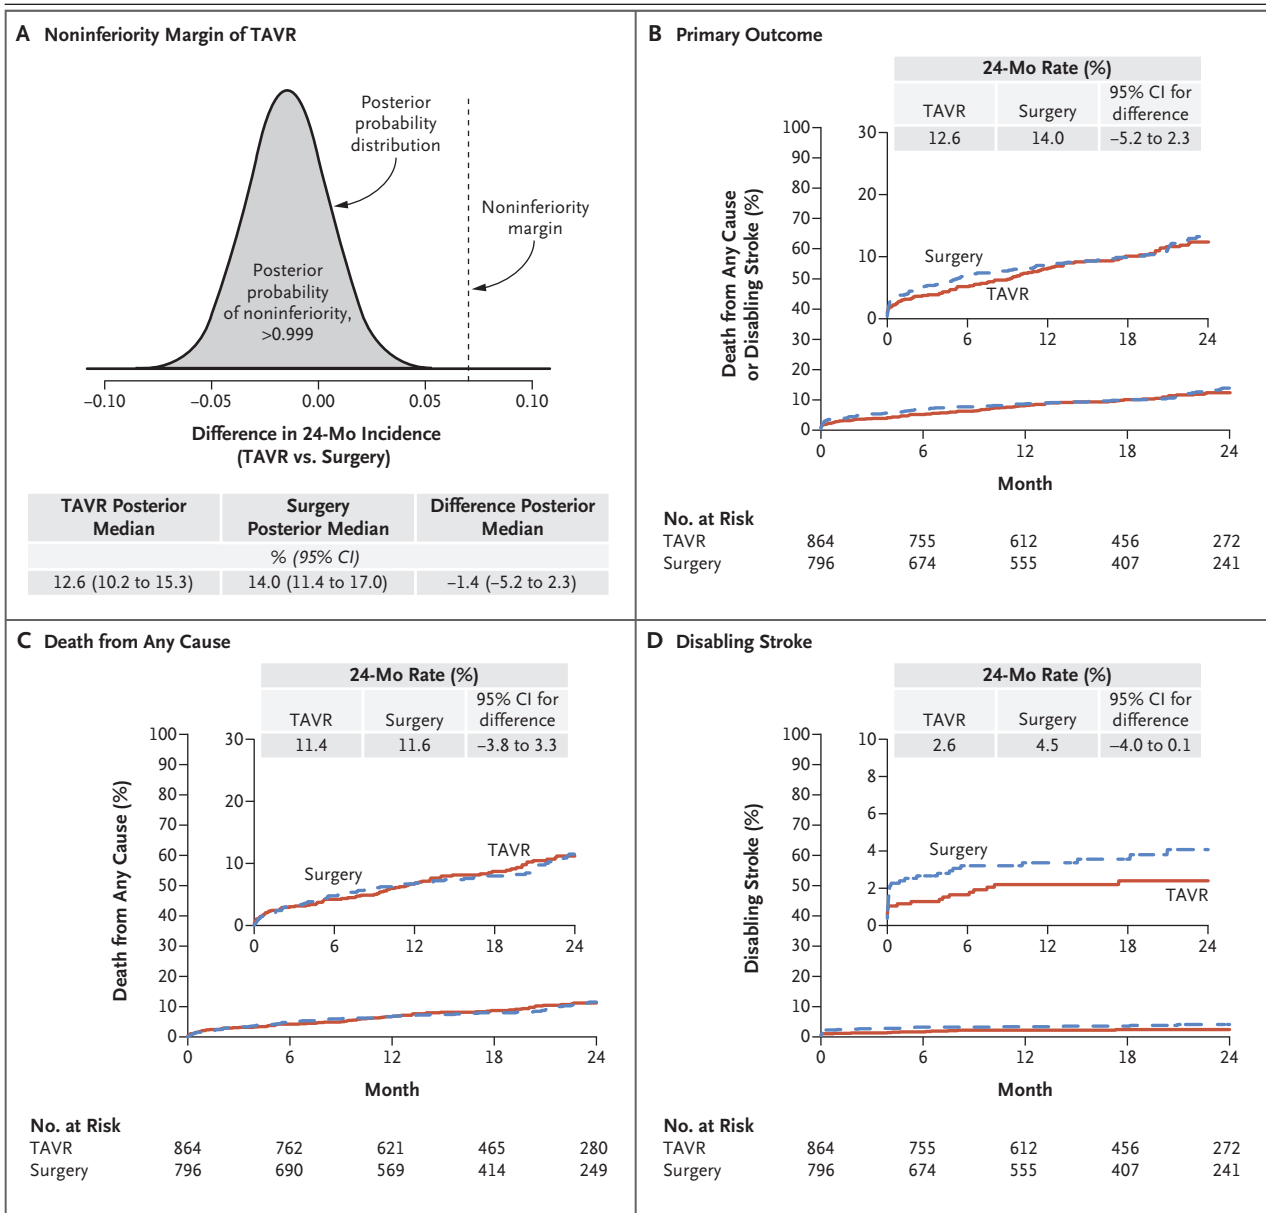 A Noninferiority Margin of TAVR
Posterior
probability
distribution
Noninferiority
margin
Posterior
probability
of noninferiority,
>0.999
−0.10 −0.05 0.00 0.05 0.10
Difference in 24-Mo Incidence
(TAVR vs. Surgery)
TAVR Posterior Median Surgery Posterior Median Difference Posterior Median
% (95% CI)
12.6 (10.2 to 15.3) 14.0 (11.4 to 17.0) −1.4 (−5.2 to 2.3)
B Primary Outcome
24-Mo Rate (%)
TAVR Surgery 95% CI for difference
12.6 14.0 −5.2 to 2.3
Death from Any Cause
or Disabling Stroke (%)
100
90
80
70
60
50
40
30
20
10
0
30
20
10
0
Surgery
TAVR
0 6 12 18 24
0 6 12 18 24
Month
No. at Risk
TAVR 864 755 612 456 272
Surgery 796 674 555 407 241
C Death from Any Cause
24-Mo Rate (%)
TAVR Surgery 95% CI for difference
11.4 11.6 −3.8 to 3.3
Death from Any Cause (%)
100
90
80
70
60
50
40
30
20
10
0
30
20
10
0
Surgery
TAVR
0 6 12 18 24
0 6 12 18 24
Month
No. at Risk
TAVR 864 762 621 465 280
Surgery 796 690 569 414 249
D Disabling Stroke
24-Mo Rate (%)
TAVR Surgery 95% CI for difference
2.6 4.5 −4.0 to 0.1
Disabling Stroke (%)
100
90
80
70
60
50
40
30
20
10
0
10
8
6
4
2
0
Surgery
TAVR
0 6 12 18 24
0 6 12 18 24
Month
No. at Risk
TAVR 864 755 612 456 272
Surgery 796 674 555 407 241